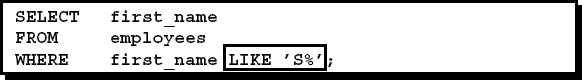 SELECT first_name
FROM employees
WHERE first_name LIKE 'S%';